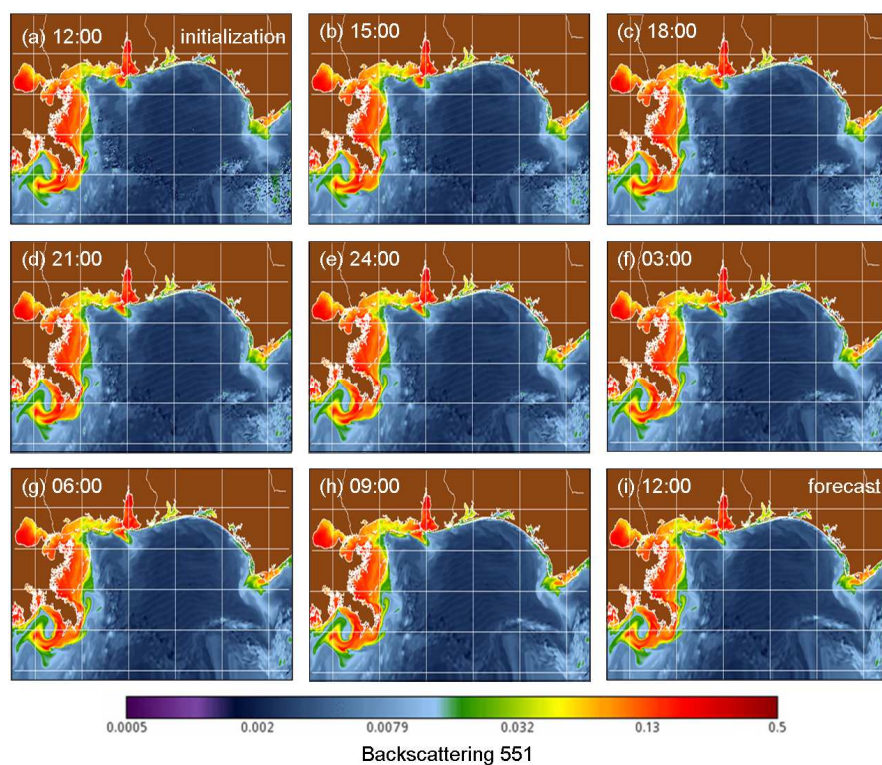 (a) 12:00 initialization
(b) 15:00
(c) 18:00
(d) 21:00
(e) 24:00
(f) 03:00
(g) 06:00
(h) 09:00
(i) 12:00 forecast
0.0005 0.002 0.0079 0.032 0.13 0.5
Backscattering 551